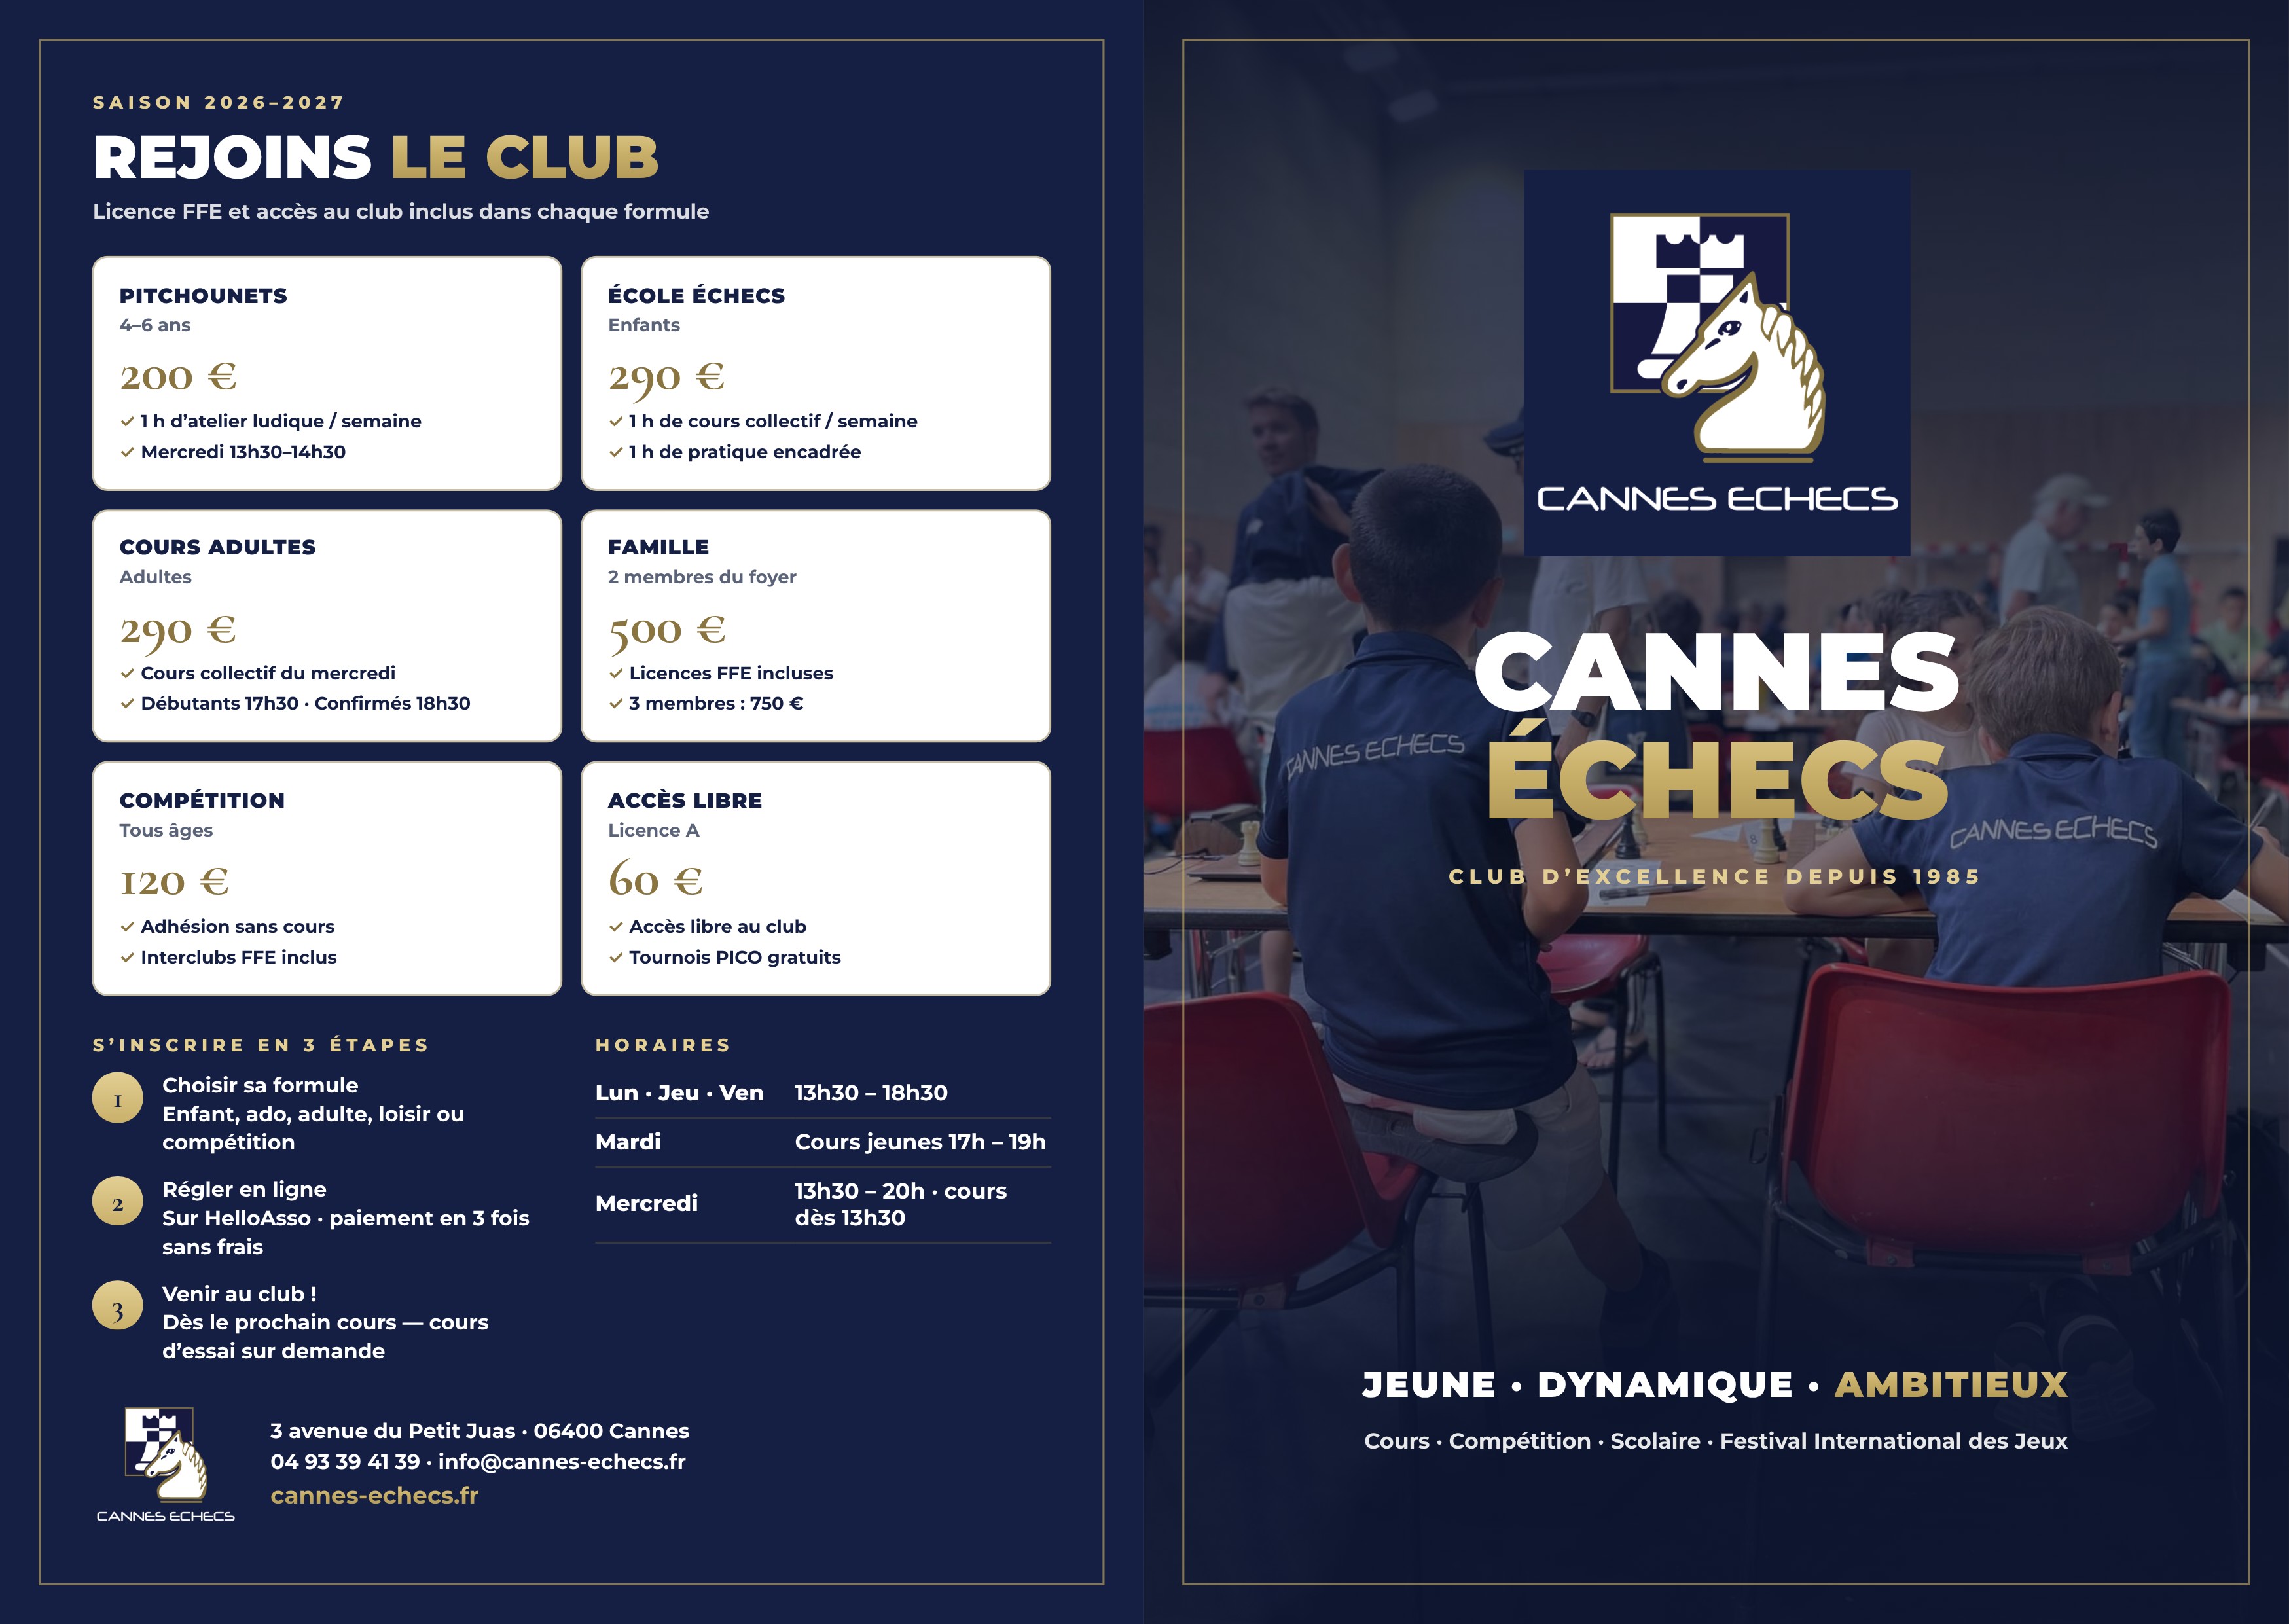 SAISON 2026–2027
REJOINS LE CLUB
Licence FFE et accès au club inclus dans chaque formule
PITCHOUNETS
4–6 ans
200 €
✓ 1 h d’atelier ludique / semaine
✓ Mercredi 13h30–14h30
ÉCOLE ÉCHECS
Enfants
290 €
✓ 1 h de cours collectif / semaine
✓ 1 h de pratique encadrée
COURS ADULTES
Adultes
290 €
✓ Cours collectif du mercredi
✓ Débutants 17h30 · Confirmés 18h30
FAMILLE
2 membres du foyer
500 €
✓ Licences FFE incluses
✓ 3 membres : 750 €
COMPÉTITION
Tous âges
120 €
✓ Adhésion sans cours
✓ Interclubs FFE inclus
ACCÈS LIBRE
Licence A
60 €
✓ Accès libre au club
✓ Tournois PICO gratuits
S’INSCRIRE EN 3 ÉTAPES
1
Choisir sa formule
Enfant, ado, adulte, loisir ou
compétition
2
Régler en ligne
Sur HelloAsso · paiement en 3 fois
sans frais
3
Venir au club !
Dès le prochain cours — cours
d’essai sur demande
HORAIRES
Lun · Jeu · Ven 13h30 – 18h30
Mardi Cours jeunes 17h – 19h
Mercredi 13h30 – 20h · cours
dès 13h30
CANNES ECHECS
3 avenue du Petit Juas · 06400 Cannes
04 93 39 41 39 · info@cannes-echecs.fr
cannes-echecs.fr
CANNES ECHECS
CANNES
ÉCHECS
CANNES ECHECS
CANNES ECHECS
CLUB D’EXCELLENCE DEPUIS 1985
JEUNE · DYNAMIQUE · AMBITIEUX
Cours · Compétition · Scolaire · Festival International des Jeux